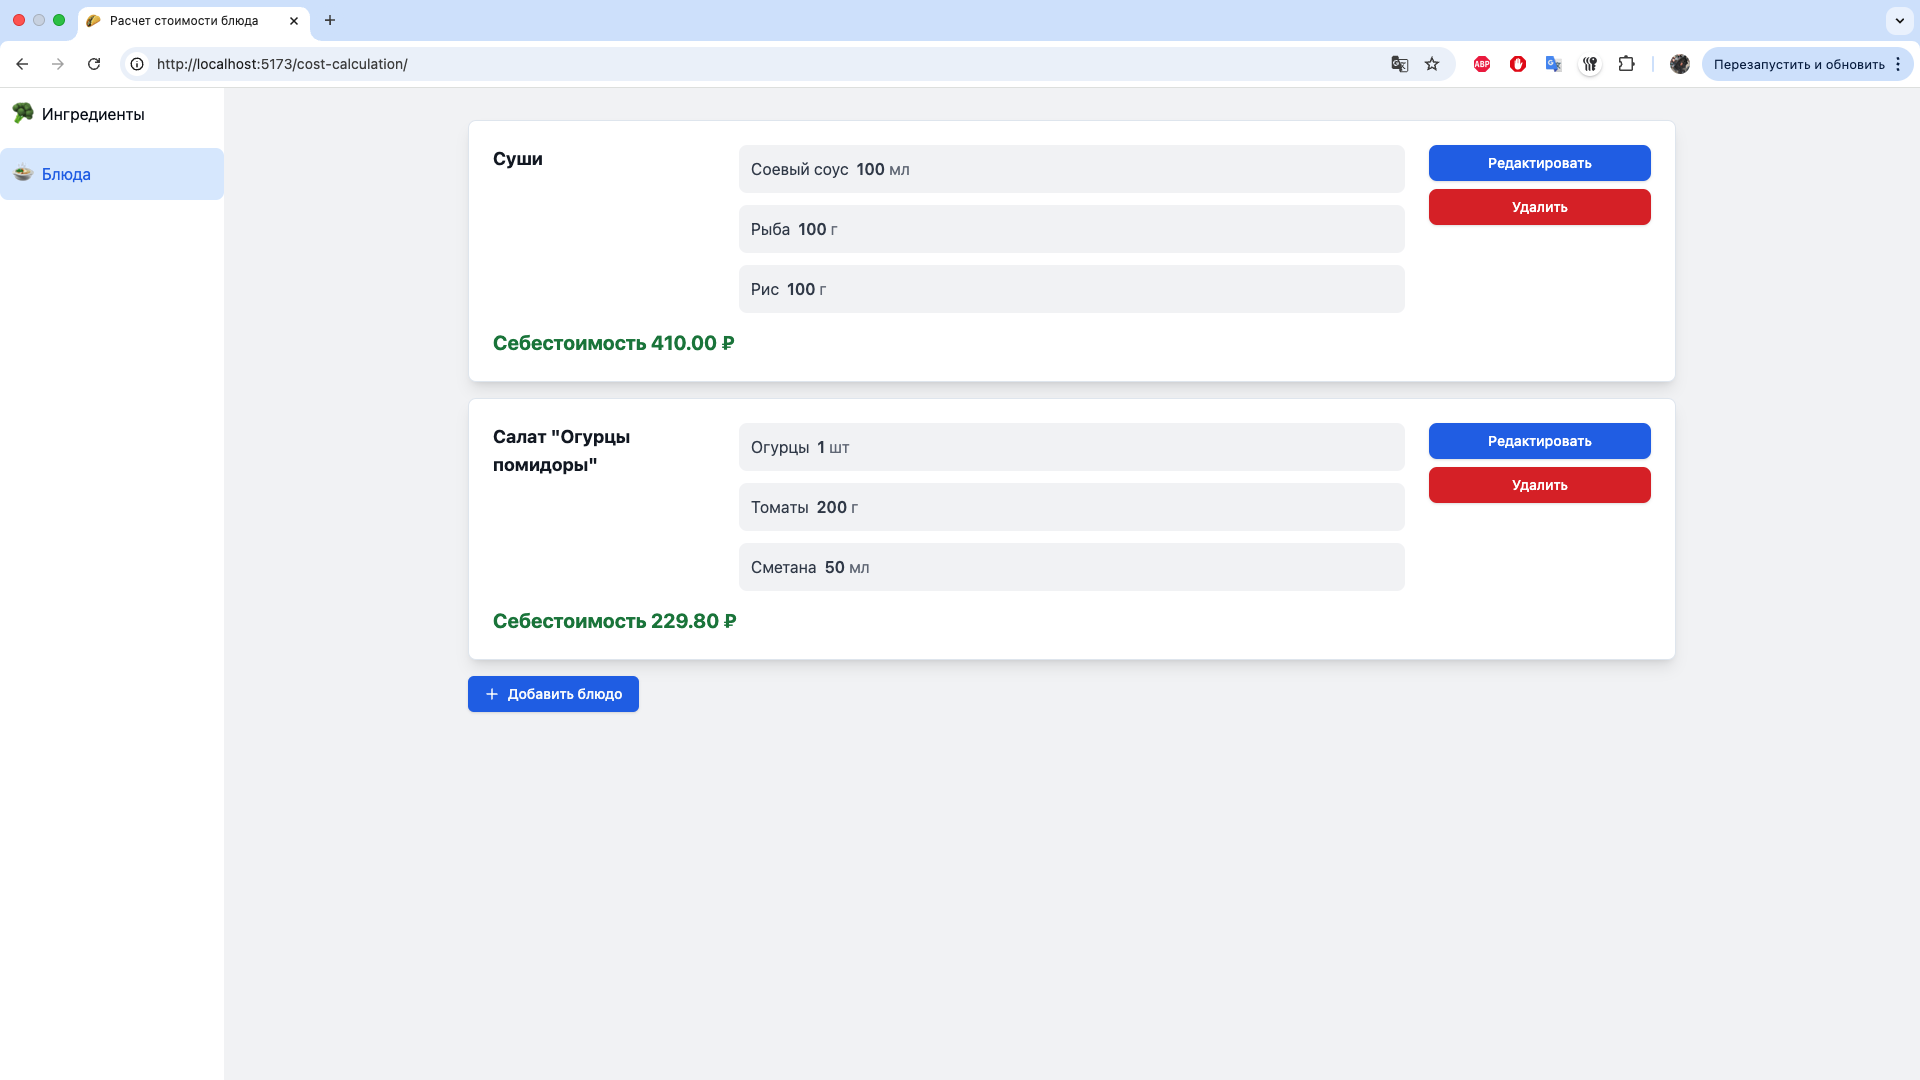 Расчет стоимости блюда
http://localhost:5173/cost-calculation/
ABP
Перезапустить и обновить
Ингредиенты
Блюда
Суши
Соевый соус 100 мл
Рыба 100 г
Рис 100 г
Редактировать
Удалить
Себестоимость 410.00 ₽
Салат "Огурцы
помидоры"
Огурцы 1 шт
Томаты 200 г
Сметана 50 мл
Редактировать
Удалить
Себестоимость 229.80 ₽
Добавить блюдо